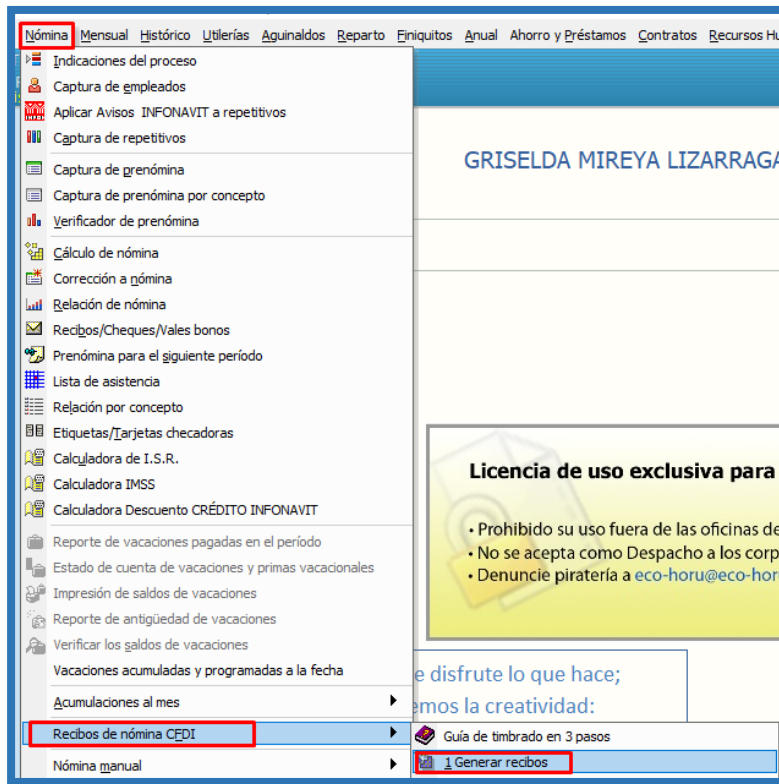 Nómina Mensual Histórico Utilerías Aguinaldos Reparto Finiquitos Anual Ahorro y Préstamos Contratos Recursos Hu
Indicaciones del proceso
Captura de empleados
Aplicar Avisos INFONAVIT a repetitivos
Captura de repetitivos
GRISELDA MIREYA LIZARRAGA
Captura de prenómina
Captura de prenómina por concepto
Verificador de prenómina
Cálculo de nómina
Corrección a nómina
Relación de nómina
Recibos/Cheques/Vales bonos
Prenómina para el siguiente período
Lista de asistencia
Relación por concepto
Etiquetas/Tarjetas checadoras
Calculadora de I.S.R.
Calculadora IMSS
Calculadora Descuento CRÉDITO INFONAVIT
Licencia de uso exclusiva para
• Prohibido su uso fuera de las oficinas de
• No se acepta como Despacho a los corp
• Denuncie piratería a eco-horu@eco-horu
Reporte de vacaciones pagadas en el período
Estado de cuenta de vacaciones y primas vacacionales
Impresión de saldos de vacaciones
Reporte de antigüedad de vacaciones
Verificar los saldos de vacaciones
Vacaciones acumuladas y programadas a la fecha
e disfrute lo que hace;
Acumulaciones al mes
emos la creatividad:
Recibos de nómina CFDI
Guía de timbrado en 3 pasos
1 Generar recibos
Nómina manual